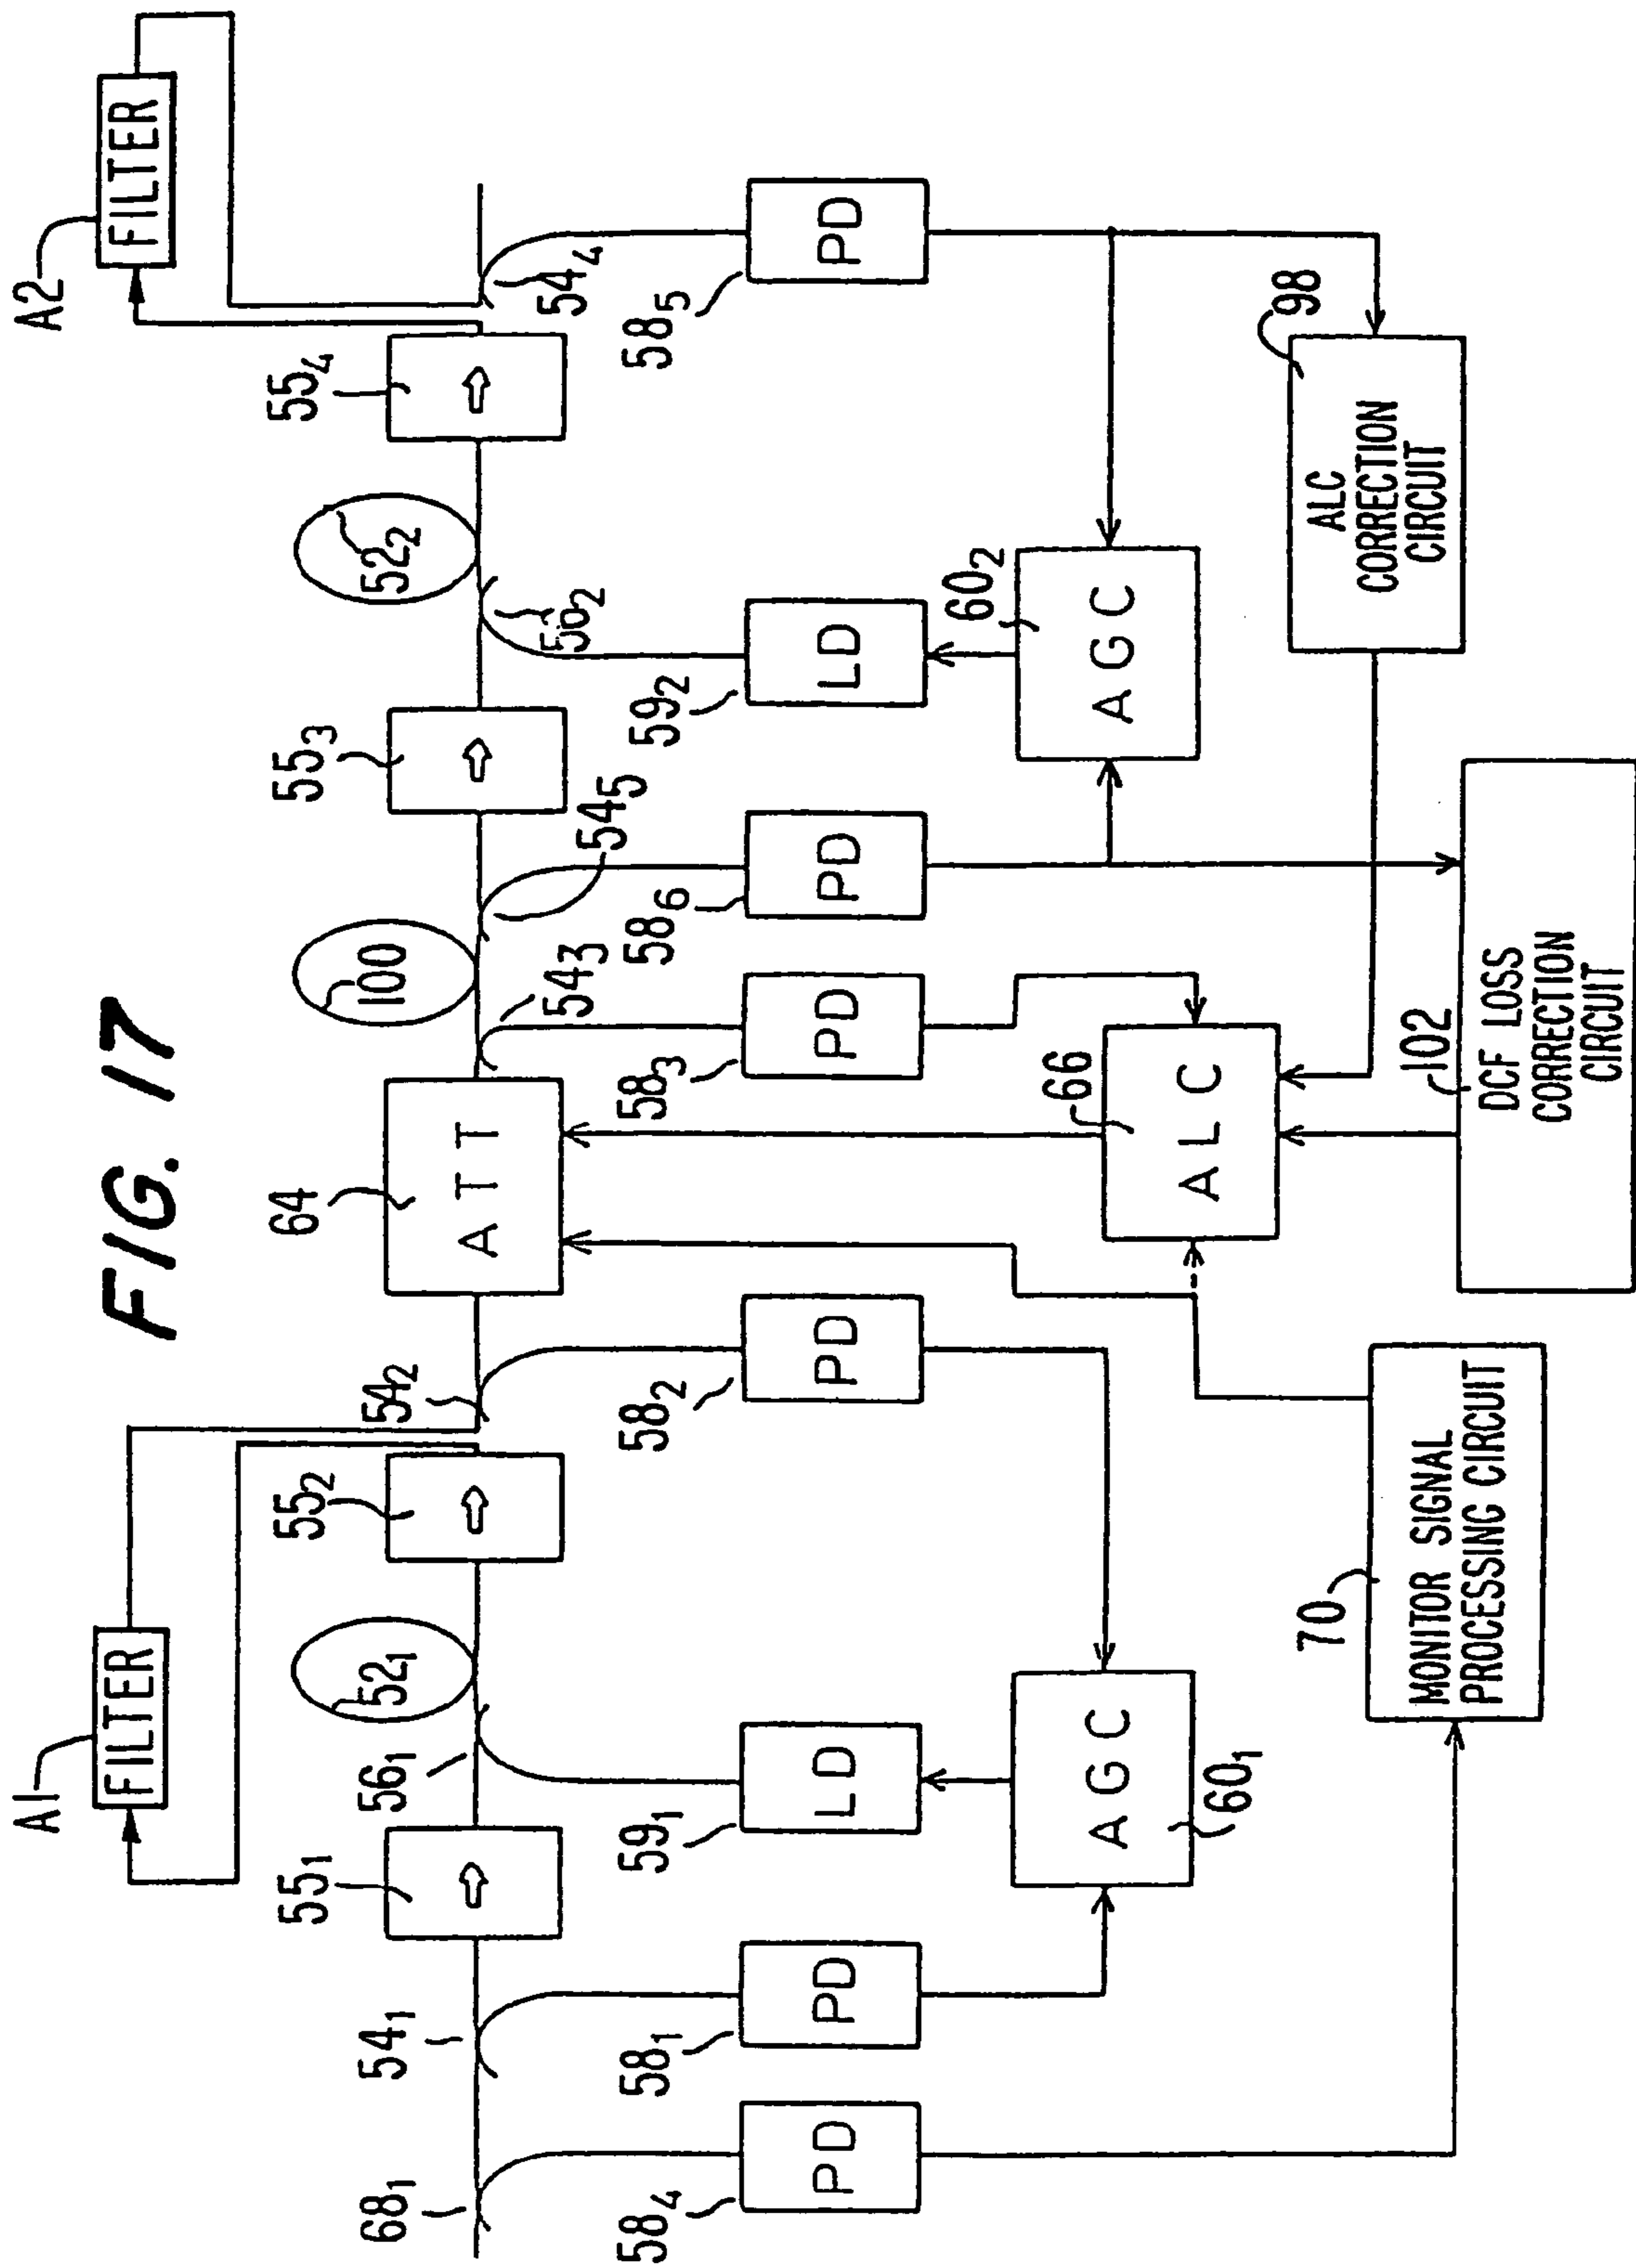 FIG. 17
A1
FILTER
A2
FILTER
68₁
54₁
55₁
56₁
52₁
55₂
54₂
64
ATT
54₃
100
54₅
55₃
56₂
52₂
55₄
54₄
58₄
PD
58₁
PD
59₁
LD
58₂
PD
58₃
PD
58₆
PD
59₂
LD
58₅
PD
AGC
60₁
66
ALC
AGC
60₂
98
ALC
CORRECTION
CIRCUIT
70
MONITOR SIGNAL
PROCESSING CIRCUIT
102
DCF LOSS
CORRECTION
CIRCUIT